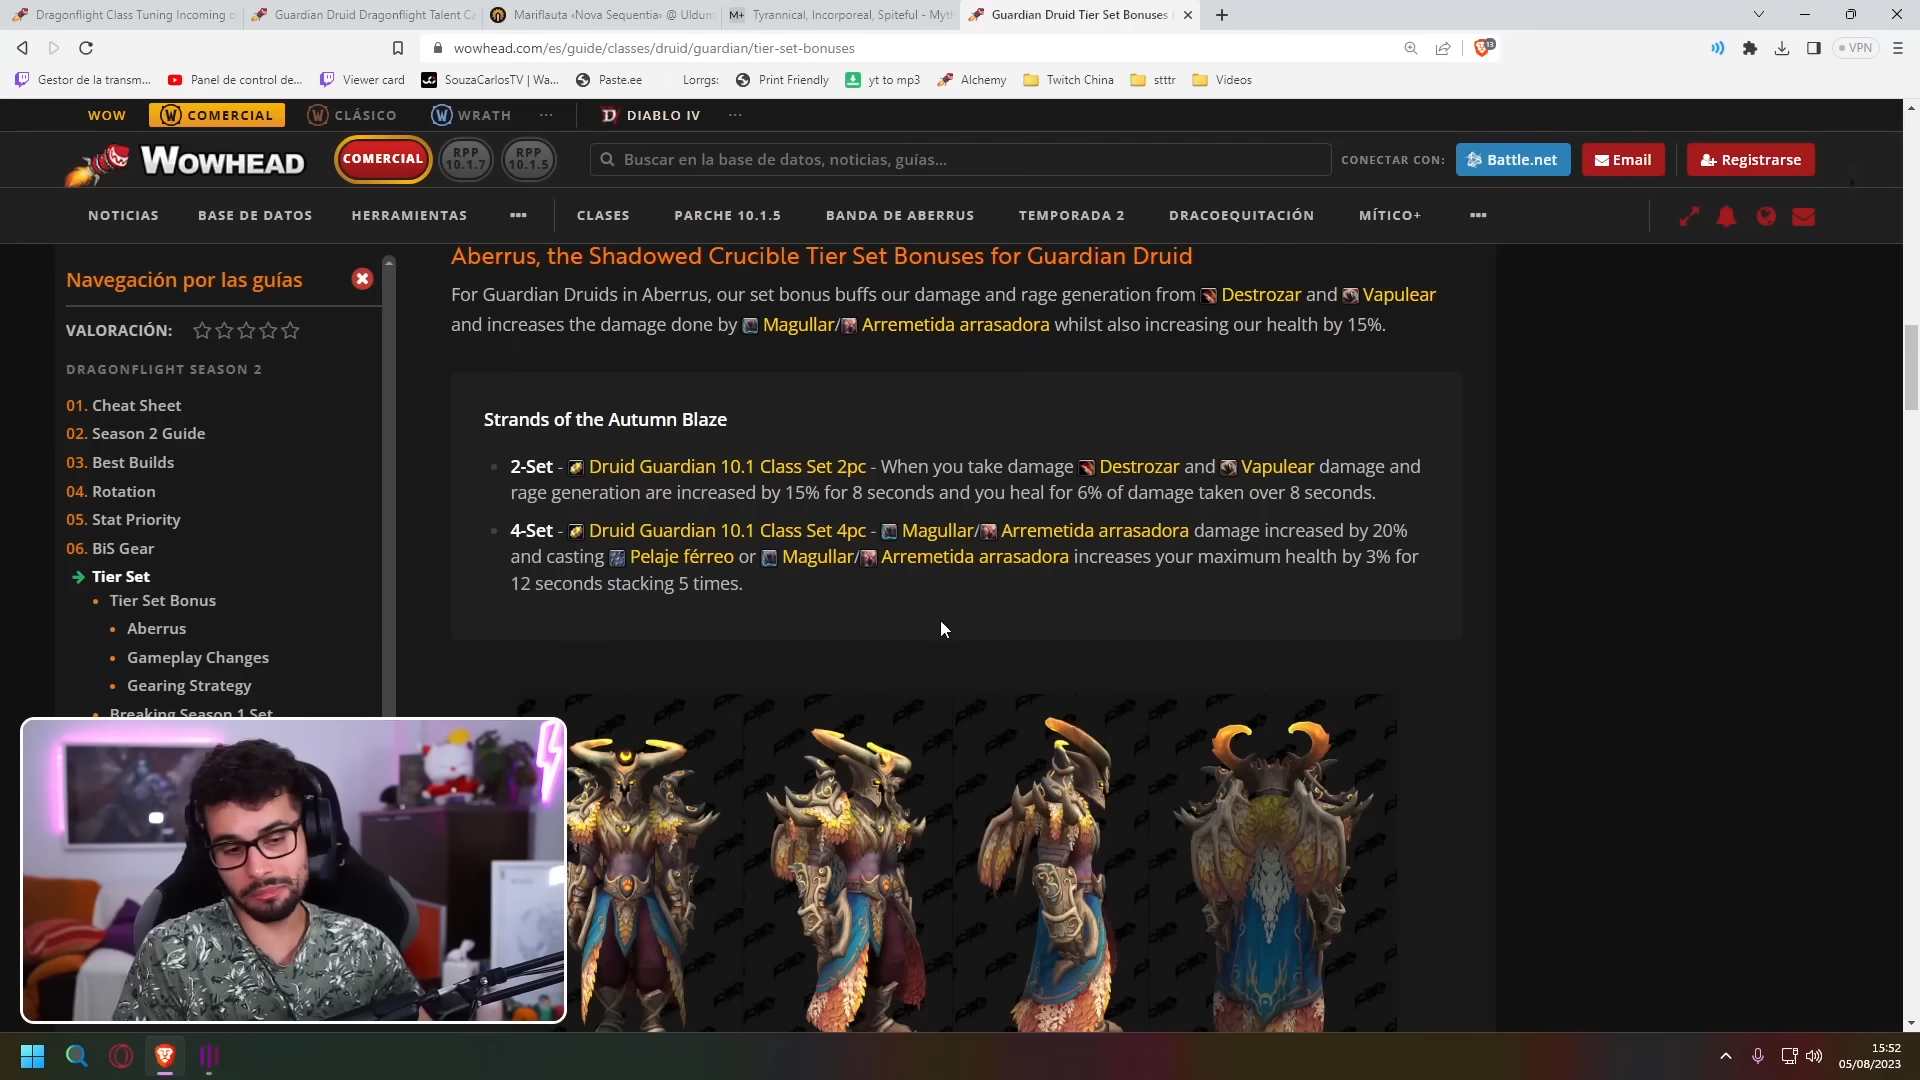 Dragonflight Class Tuning Incoming
Guardian Druid Dragonflight Talent Ca
Mariflauta ‹Nova Sequentia› @ Uldum
M+ Tyrannical, Incorporeal, Spiteful - Myth
Guardian Druid Tier Set Bonuses
wowhead.com/es/guide/classes/druid/guardian/tier-set-bonuses
13
VPN
Gestor de la transm...
Panel de control de...
Viewer card
SouzaCarlosTV | Wa...
Paste.ee
Lorrgs:
Print Friendly
yt to mp3
Alchemy
Twitch China
stttr
Videos
WOW
COMERCIAL
CLÁSICO
WRATH
...
DIABLO IV
...
WOWHEAD
COMERCIAL
RPP 10.1.7
RPP 10.1.5
Buscar en la base de datos, noticias, guías...
CONECTAR CON:
Battle.net
Email
Registrarse
NOTICIAS
BASE DE DATOS
HERRAMIENTAS
...
CLASES
PARCHE 10.1.5
BANDA DE ABERRUS
TEMPORADA 2
DRACOEQUITACIÓN
MÍTICO+
...
Navegación por las guías
VALORACIÓN:
DRAGONFLIGHT SEASON 2
01. Cheat Sheet
02. Season 2 Guide
03. Best Builds
04. Rotation
05. Stat Priority
06. BiS Gear
Tier Set
Tier Set Bonus
Aberrus
Gameplay Changes
Gearing Strategy
Breaking Season 1 Set
Aberrus, the Shadowed Crucible Tier Set Bonuses for Guardian Druid
For Guardian Druids in Aberrus, our set bonus buffs our damage and rage generation from Destrozar and Vapulear
and increases the damage done by Magullar/ Arremetida arrasadora whilst also increasing our health by 15%.
Strands of the Autumn Blaze
2-Set - Druid Guardian 10.1 Class Set 2pc - When you take damage Destrozar and Vapulear damage and
rage generation are increased by 15% for 8 seconds and you heal for 6% of damage taken over 8 seconds.
4-Set - Druid Guardian 10.1 Class Set 4pc - Magullar/ Arremetida arrasadora damage increased by 20%
and casting Pelaje férreo or Magullar/ Arremetida arrasadora increases your maximum health by 3% for
12 seconds stacking 5 times.
15:52
05/08/2023